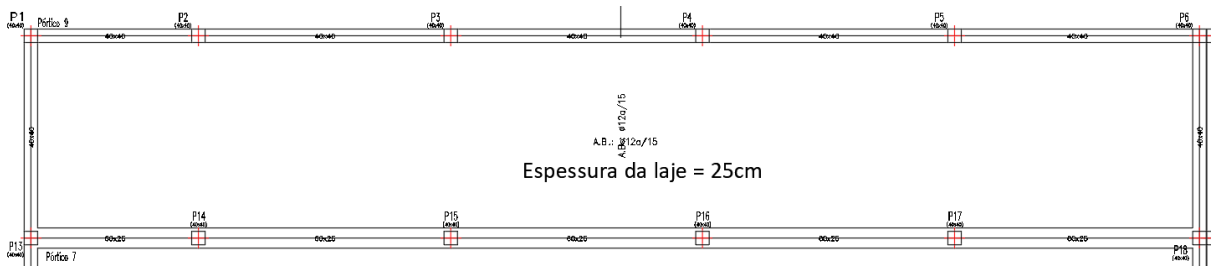 P1 P2 P3 P4 P5 P6
(40x40) Pórtico 9 (40x40) (40x40) (40x40) (40x40) (40x40)
40x40 40x40 40x40 40x40 40x40
40x40 40x40
A.B.: ø12a/15
A.B.: ø12a/15
Espessura da laje = 25cm
P14 P15 P16 P17
(40x40) (40x40) (40x40) (40x40)
P13 60x25 60x25 60x25 60x25 60x25 P18
(40x40) Pórtico 7 (40x40)